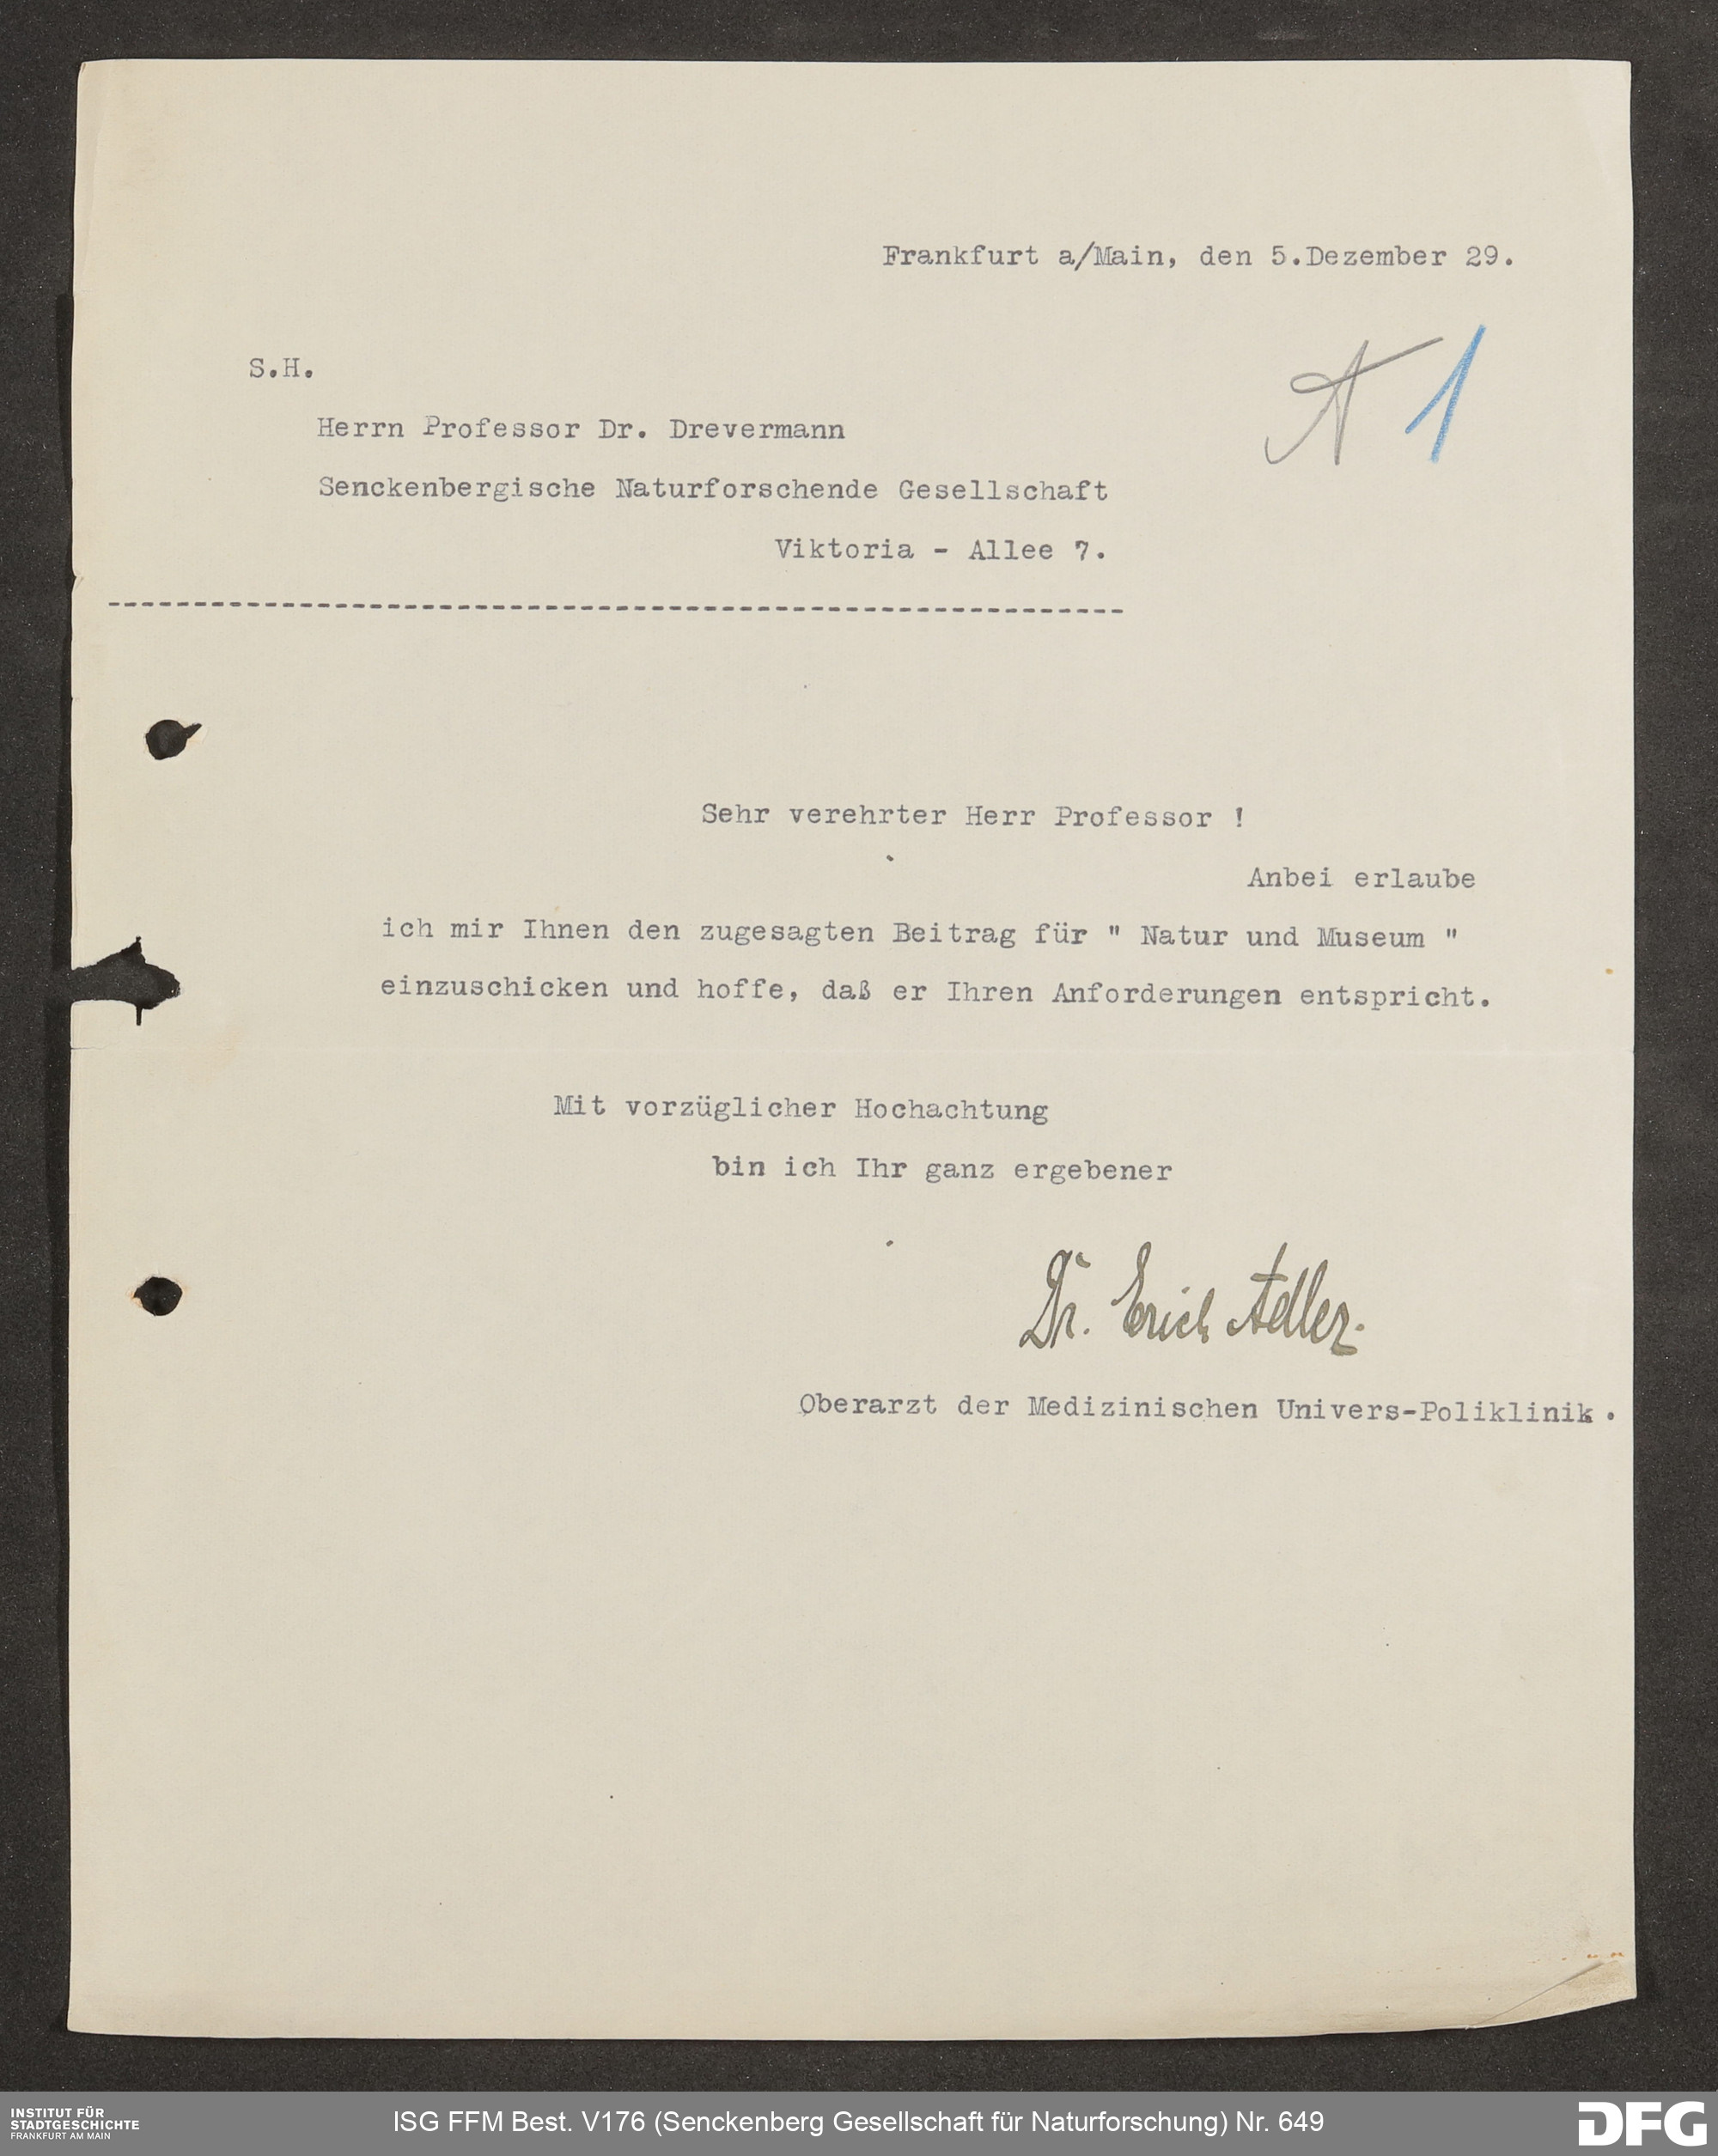 Frankfurt a/Main, den 5.Dezember 29.
A 1
S.H.
Herrn Professor Dr. Drevermann
Senckenbergische Naturforschende Gesellschaft
Viktoria - Allee 7.
Sehr verehrter Herr Professor !
Anbei erlaube
ich mir Ihnen den zugesagten Beitrag für " Natur und Museum "
einzuschicken und hoffe, daß er Ihren Anforderungen entspricht.
Mit vorzüglicher Hochachtung
bin ich Ihr ganz ergebener
Dr. Erich Adler.
Oberarzt der Medizinischen Univers-Poliklinik.
INSTITUT FÜR
STADTGESCHICHTE
FRANKFURT AM MAIN
ISG FFM Best. V176 (Senckenberg Gesellschaft für Naturforschung) Nr. 649
DFG